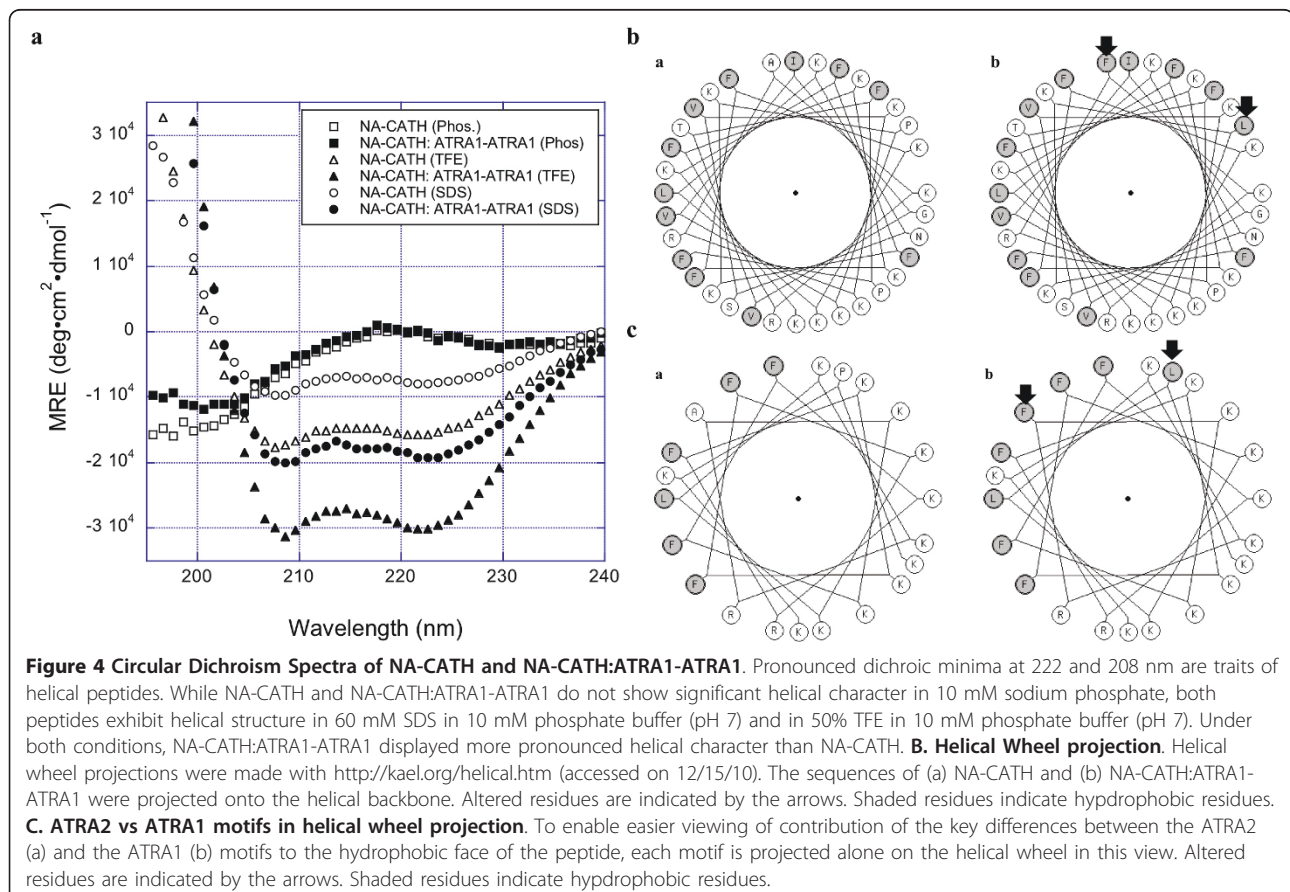 a
b
MRE (deg•cm²•dmol⁻¹)
3 10⁴
2 10⁴
1 10⁴
0
-1 10⁴
-2 10⁴
-3 10⁴
200
210
220
230
240
Wavelength (nm)
NA-CATH (Phos.)
NA-CATH: ATRA1-ATRA1 (Phos)
NA-CATH (TFE)
NA-CATH: ATRA1-ATRA1 (TFE)
NA-CATH (SDS)
NA-CATH: ATRA1-ATRA1 (SDS)
a
A I K F K F K P K K G N F K P K K K K R V S K F F R V L K F T V K F
b
F I K F K F K L K K G N F K P K K K K R V S K F F R V L K F T V K F
c
a
F K P K K K K K K K K K R R F F L K F A F
b
F K L K K K K K K K K K R R F F L K F F F
Figure 4 Circular Dichroism Spectra of NA-CATH and NA-CATH:ATRA1-ATRA1. Pronounced dichroic minima at 222 and 208 nm are traits of
helical peptides. While NA-CATH and NA-CATH:ATRA1-ATRA1 do not show significant helical character in 10 mM sodium phosphate, both
peptides exhibit helical structure in 60 mM SDS in 10 mM phosphate buffer (pH 7) and in 50% TFE in 10 mM phosphate buffer (pH 7). Under
both conditions, NA-CATH:ATRA1-ATRA1 displayed more pronounced helical character than NA-CATH. B. Helical Wheel projection. Helical
wheel projections were made with http://kael.org/helical.htm (accessed on 12/15/10). The sequences of (a) NA-CATH and (b) NA-CATH:ATRA1-
ATRA1 were projected onto the helical backbone. Altered residues are indicated by the arrows. Shaded residues indicate hypdrophobic residues.
C. ATRA2 vs ATRA1 motifs in helical wheel projection. To enable easier viewing of contribution of the key differences between the ATRA2
(a) and the ATRA1 (b) motifs to the hydrophobic face of the peptide, each motif is projected alone on the helical wheel in this view. Altered
residues are indicated by the arrows. Shaded residues indicate hypdrophobic residues.